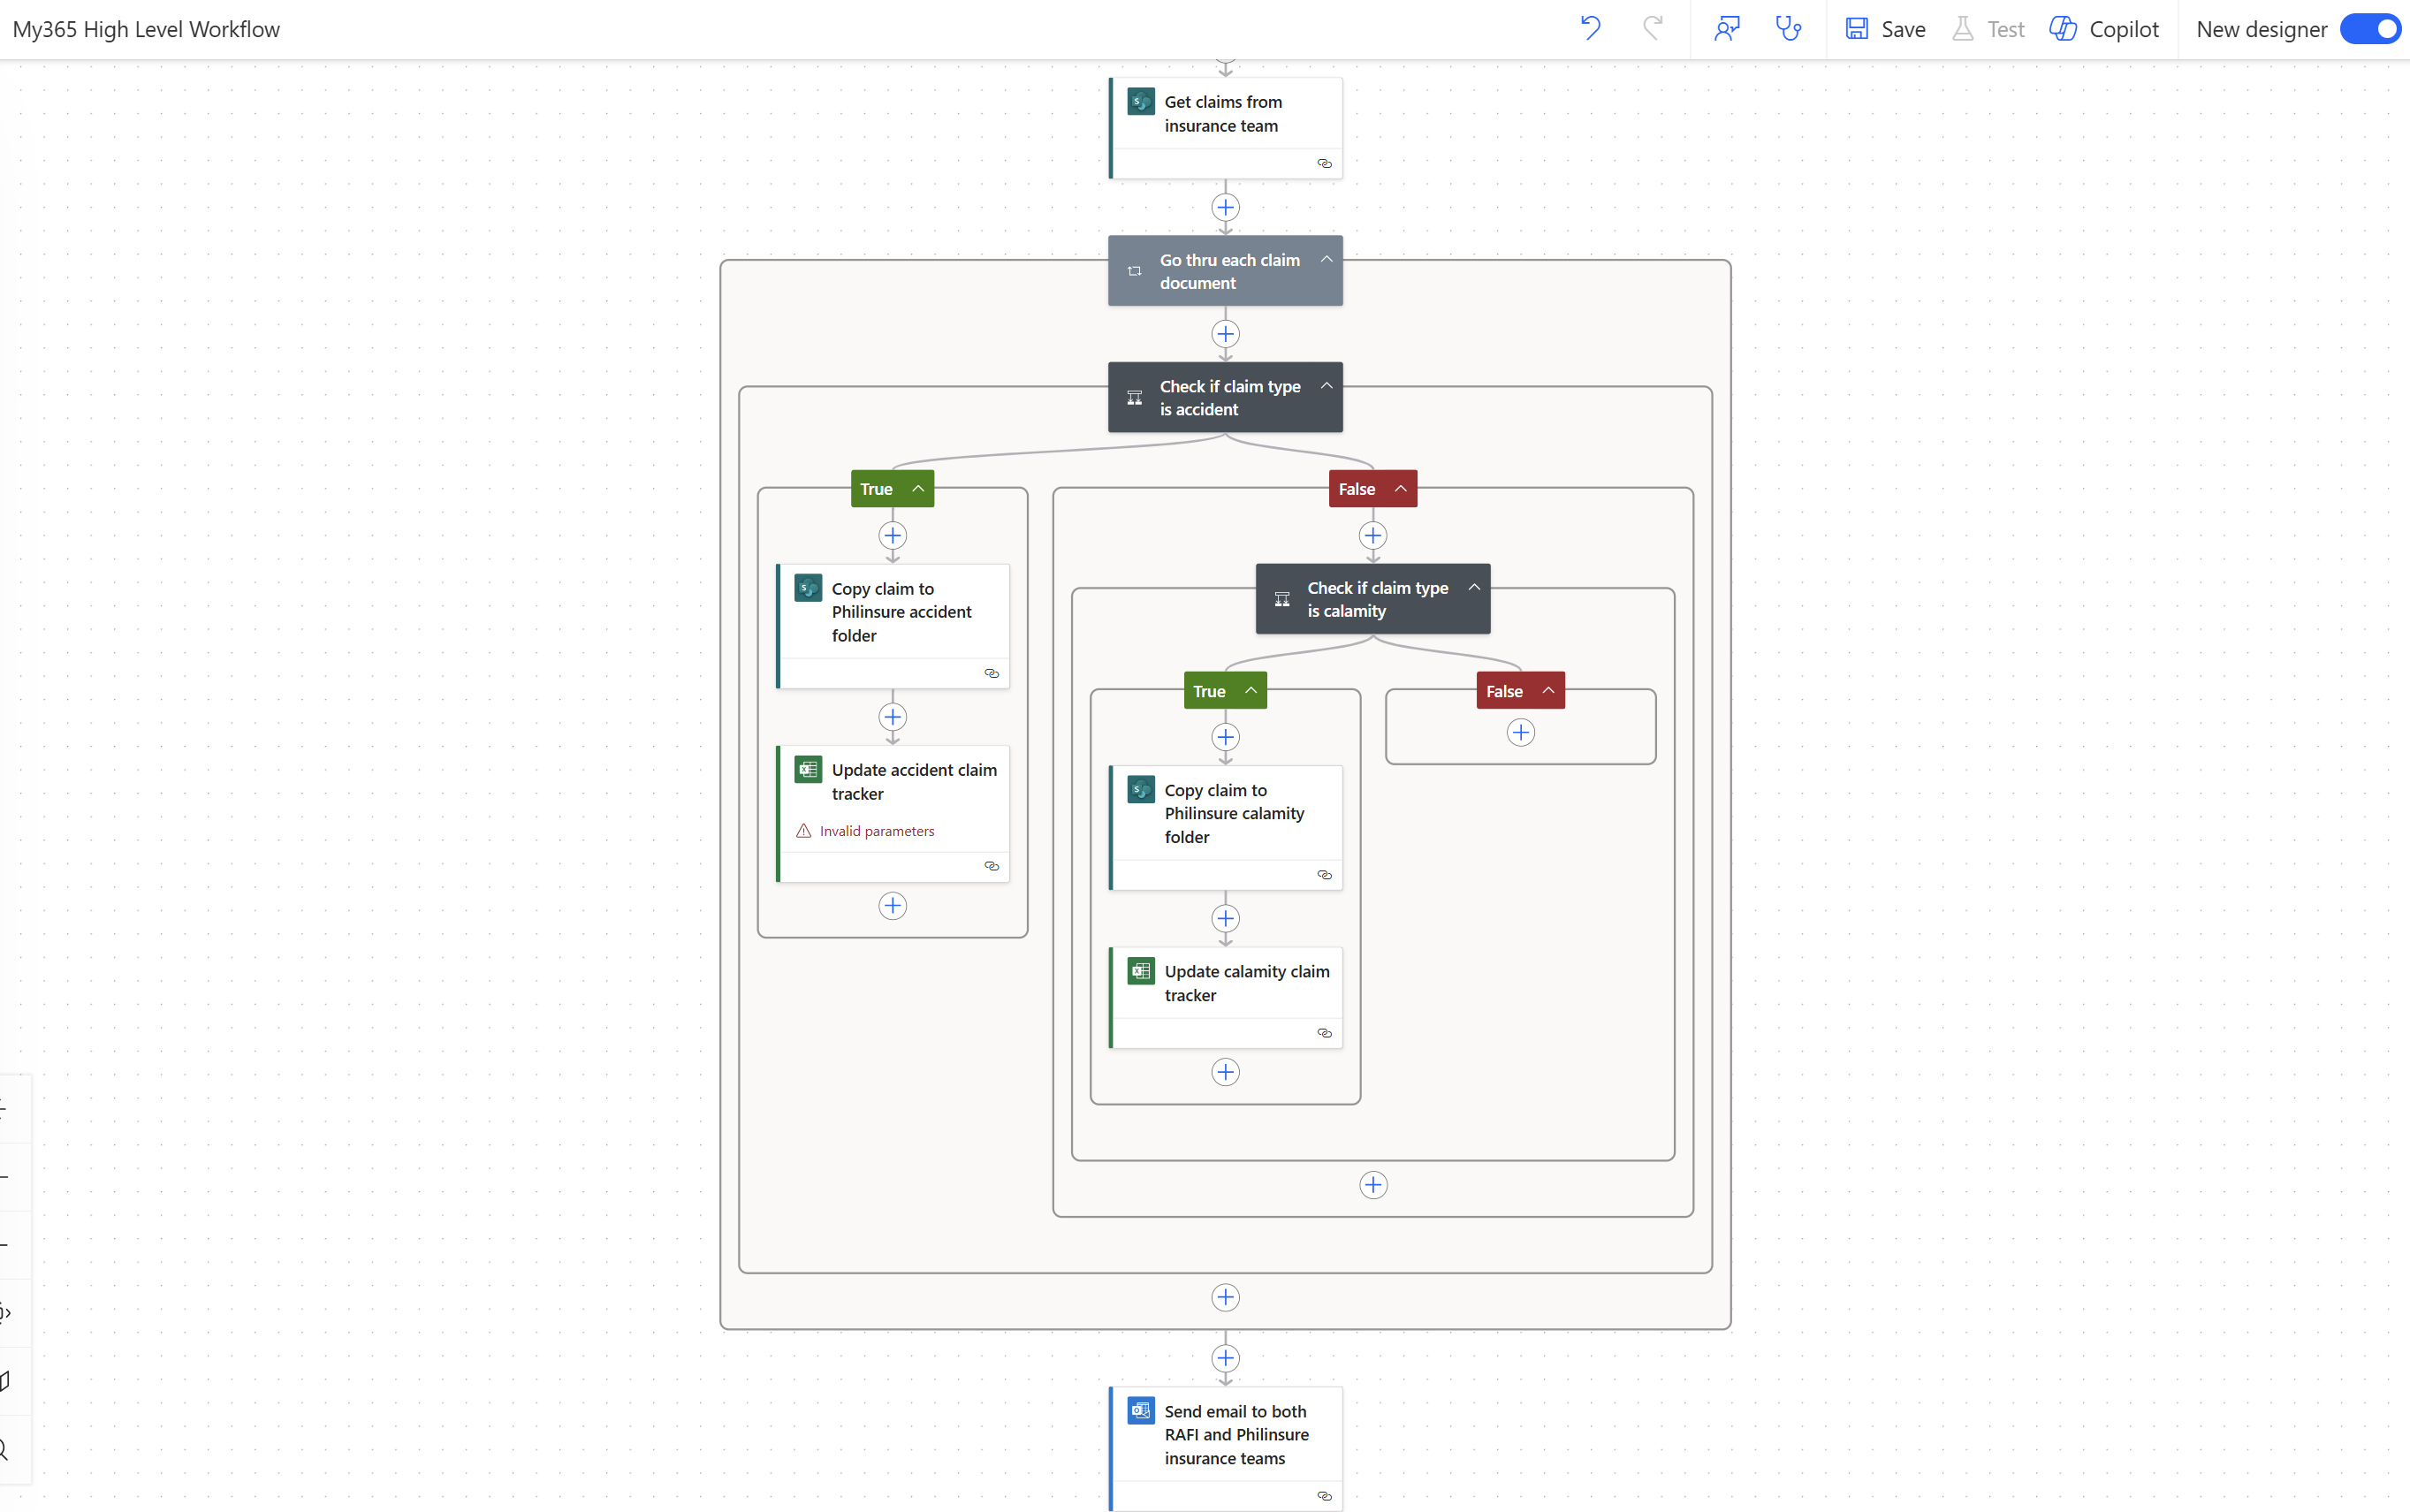 My365 High Level Workflow
Save
Test
Copilot
New designer
Get claims from
insurance team
Go thru each claim
document
Check if claim type
is accident
True
False
Copy claim to
Philinsure accident
folder
Check if claim type
is calamity
True
False
Update accident claim
tracker
Invalid parameters
Copy claim to
Philinsure calamity
folder
Update calamity claim
tracker
Send email to both
RAFI and Philinsure
insurance teams